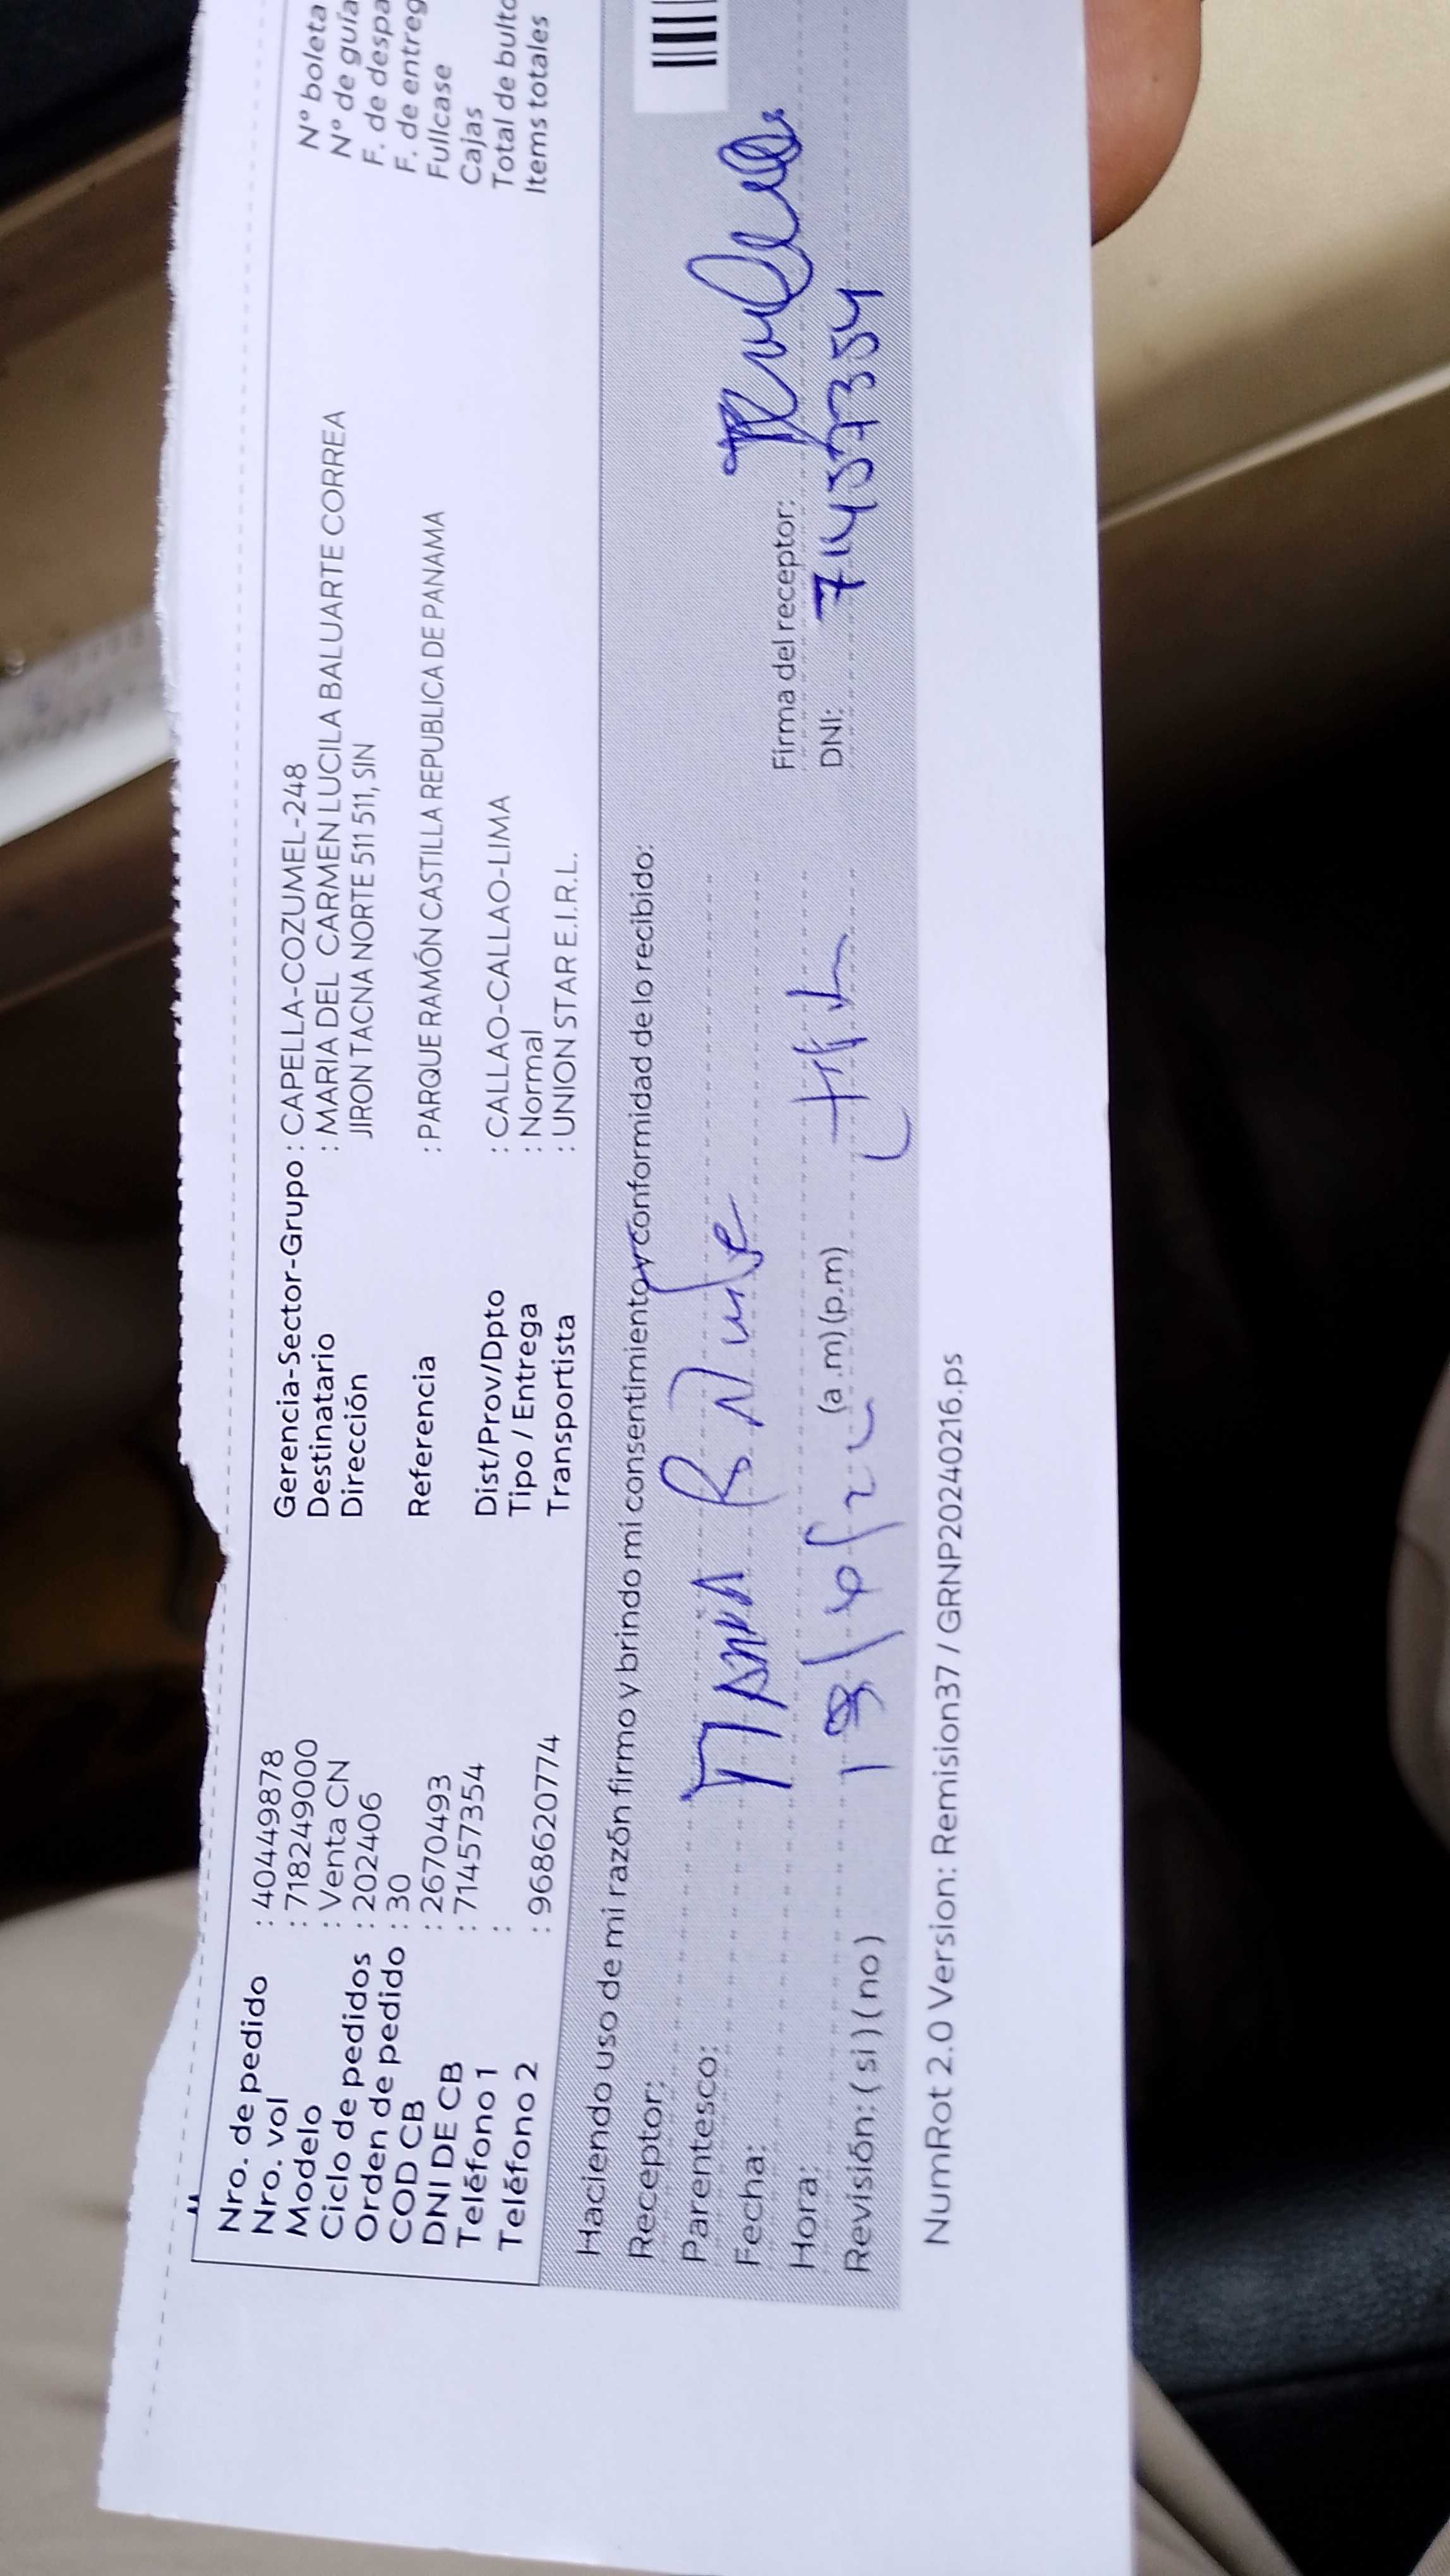 Nro. de pedido : 40449878
Nro. vol : 718249000
Modelo : Venta CN
Ciclo de pedidos : 202406
Orden de pedido : 30
COD CB : 2670493
DNI DE CB : 71457354
Teléfono 1 :
Teléfono 2 : 968620774
Gerencia-Sector-Grupo : CAPELLA-COZUMEL-248
Destinatario : MARIA DEL CARMEN LUCILA BALUARTE CORREA
Dirección JIRON TACNA NORTE 511 511, SIN
Referencia : PARQUE RAMÓN CASTILLA REPUBLICA DE PANAMA
Dist/Prov/Dpto : CALLAO-CALLAO-LIMA
Tipo / Entrega : Normal
Transportista : UNION STAR E.I.R.L.
N° boleta
N° de guía
F. de despa
F. de entreg
Fullcase
Cajas
Total de bulto
Items totales
Haciendo uso de mi razón firmo y brindo mi consentimiento y conformidad de lo recibido:
Receptor:
Parentesco:
Fecha:
Hora: (a.m) (p.m)
Revisión: ( si ) ( no )
Firma del receptor:
DNI: 71457354
NumRot 2.0 Version: Remision37 / GRNP20240216.ps